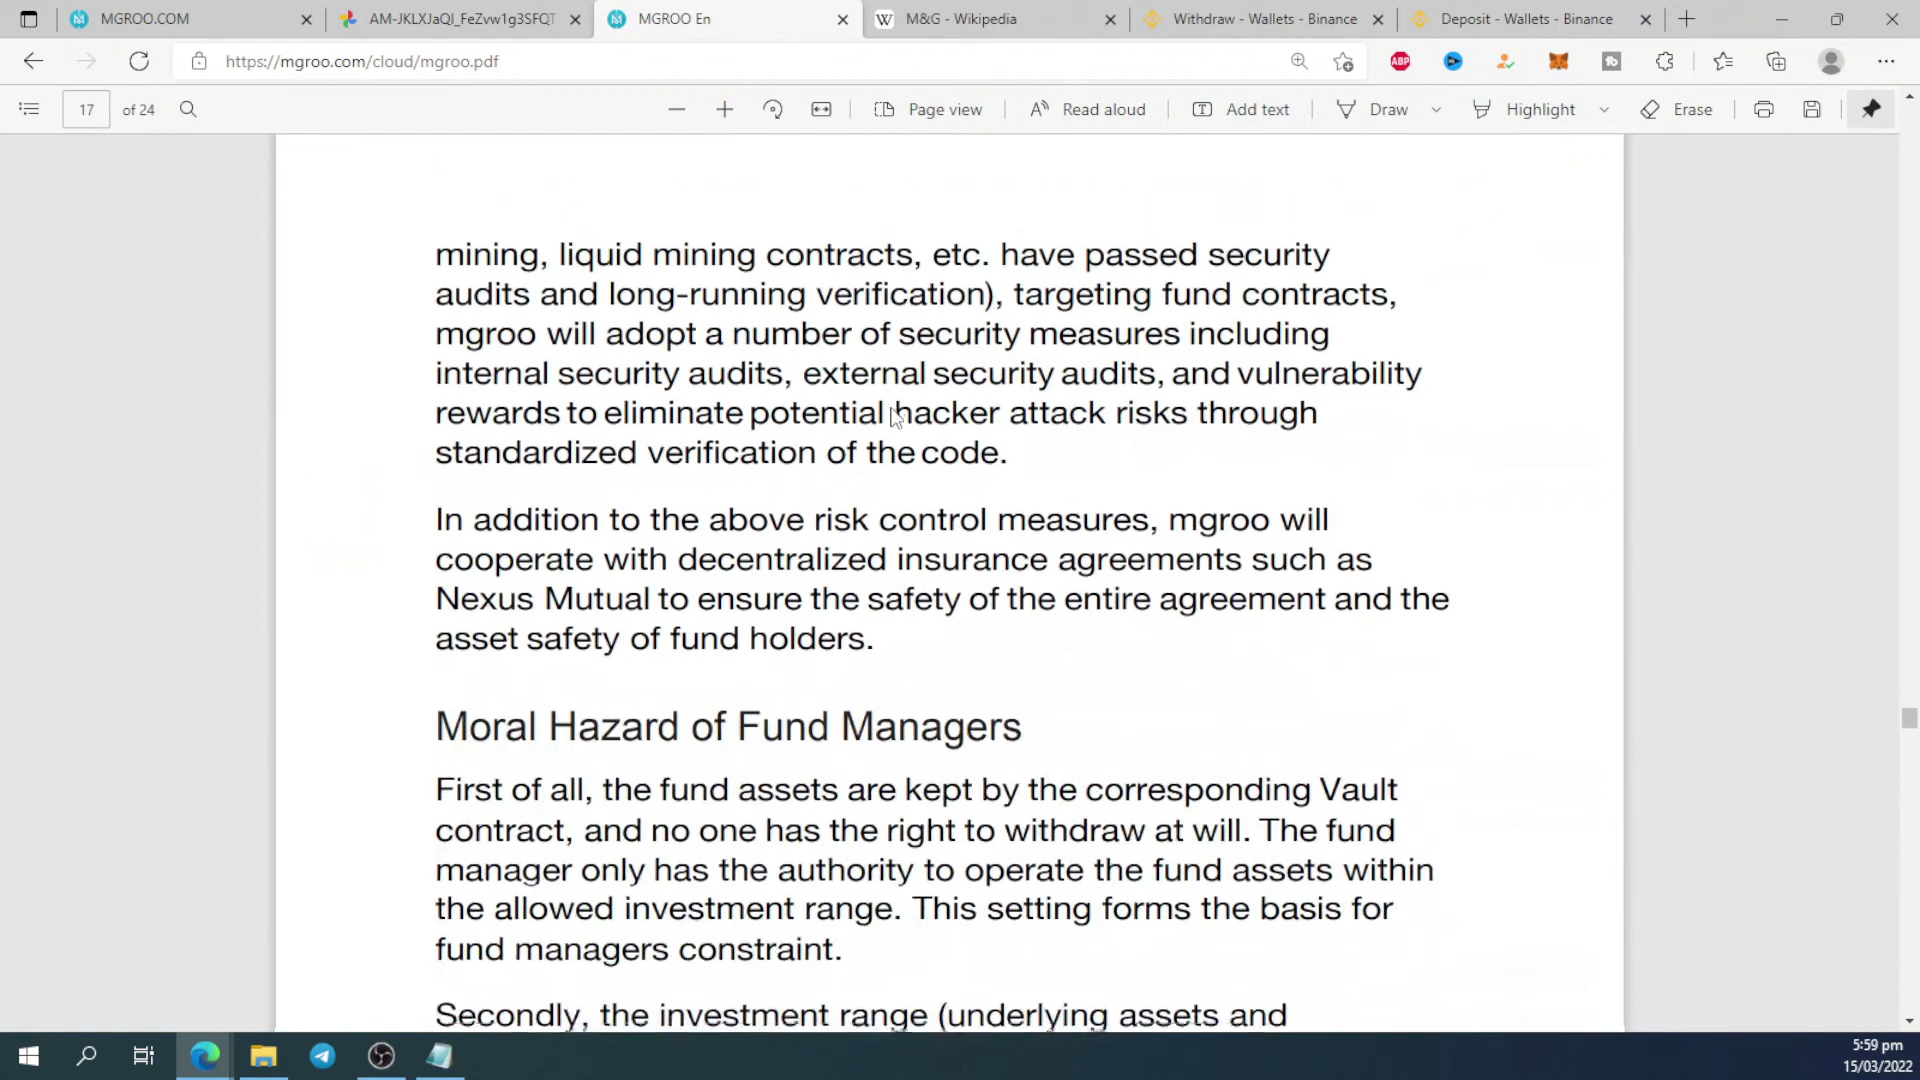 MGROO.COM
AM-JKLXJaQI_FeZvw1g3SFQT
MGROO En
M&G - Wikipedia
Withdraw - Wallets - Binance
Deposit - Wallets - Binance
https://mgroo.com/cloud/mgroo.pdf
ABP
17 of 24
Page view
Read aloud
Add text
Draw
Highlight
Erase
mining, liquid mining contracts, etc. have passed security
audits and long-running verification), targeting fund contracts,
mgroo will adopt a number of security measures including
internal security audits, external security audits, and vulnerability
rewards to eliminate potential hacker attack risks through
standardized verification of the code.
In addition to the above risk control measures, mgroo will
cooperate with decentralized insurance agreements such as
Nexus Mutual to ensure the safety of the entire agreement and the
asset safety of fund holders.
Moral Hazard of Fund Managers
First of all, the fund assets are kept by the corresponding Vault
contract, and no one has the right to withdraw at will. The fund
manager only has the authority to operate the fund assets within
the allowed investment range. This setting forms the basis for
fund managers constraint.
Secondly, the investment range (underlying assets and
5:59 pm
15/03/2022